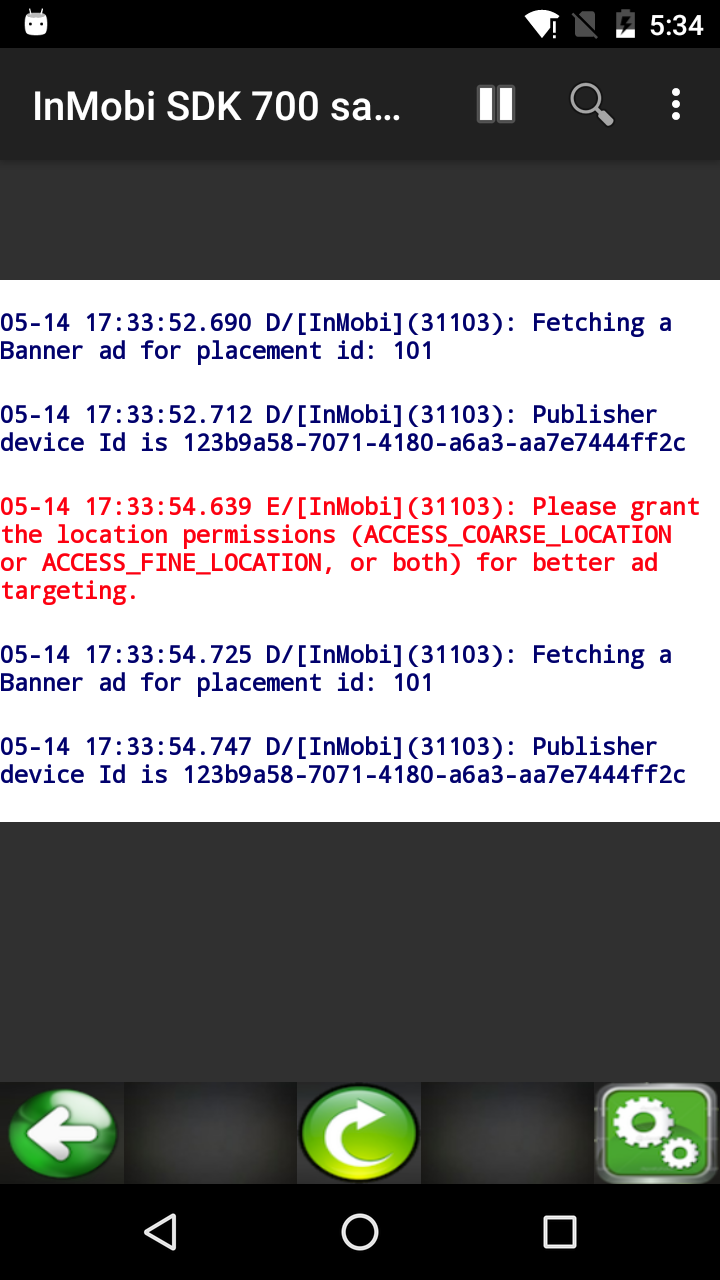 5:34
InMobi SDK 700 sa...
05-14 17:33:52.690 D/[InMobi](31103): Fetching a
Banner ad for placement id: 101
05-14 17:33:52.712 D/[InMobi](31103): Publisher
device Id is 123b9a58-7071-4180-a6a3-aa7e7444ff2c
05-14 17:33:54.639 E/[InMobi](31103): Please grant
the location permissions (ACCESS_COARSE_LOCATION
or ACCESS_FINE_LOCATION, or both) for better ad
targeting.
05-14 17:33:54.725 D/[InMobi](31103): Fetching a
Banner ad for placement id: 101
05-14 17:33:54.747 D/[InMobi](31103): Publisher
device Id is 123b9a58-7071-4180-a6a3-aa7e7444ff2c